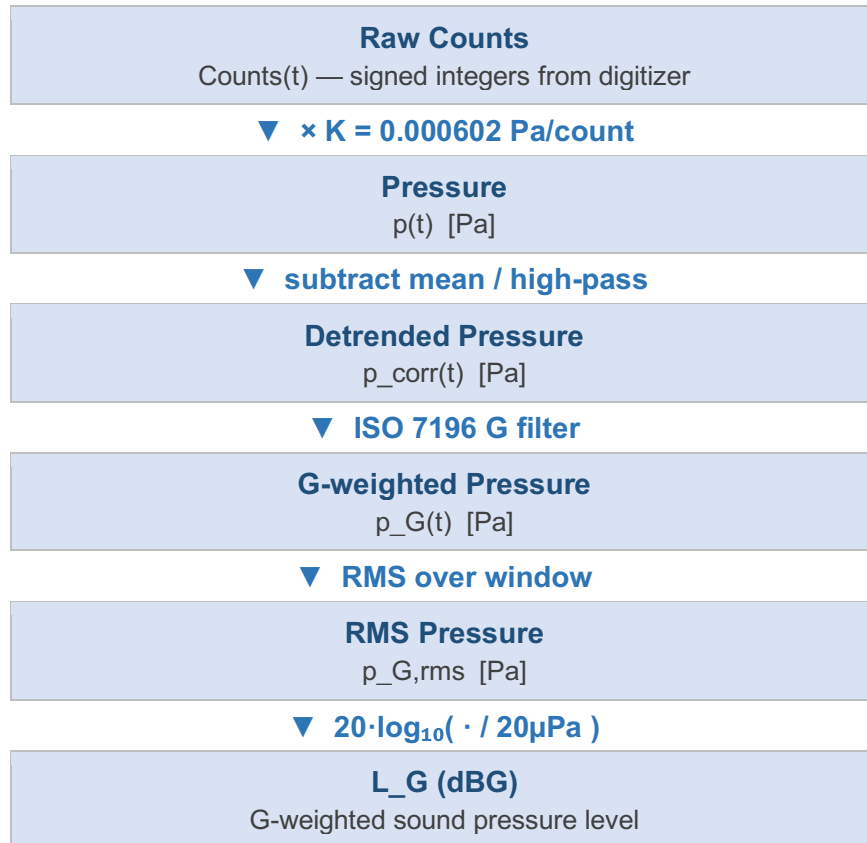 Raw Counts
Counts(t) — signed integers from digitizer
▼ × K = 0.000602 Pa/count
Pressure
p(t) [Pa]
▼ subtract mean / high-pass
Detrended Pressure
p_corr(t) [Pa]
▼ ISO 7196 G filter
G-weighted Pressure
p_G(t) [Pa]
▼ RMS over window
RMS Pressure
p_G,rms [Pa]
▼ 20·log₁₀( · / 20µPa )
L_G (dBG)
G-weighted sound pressure level